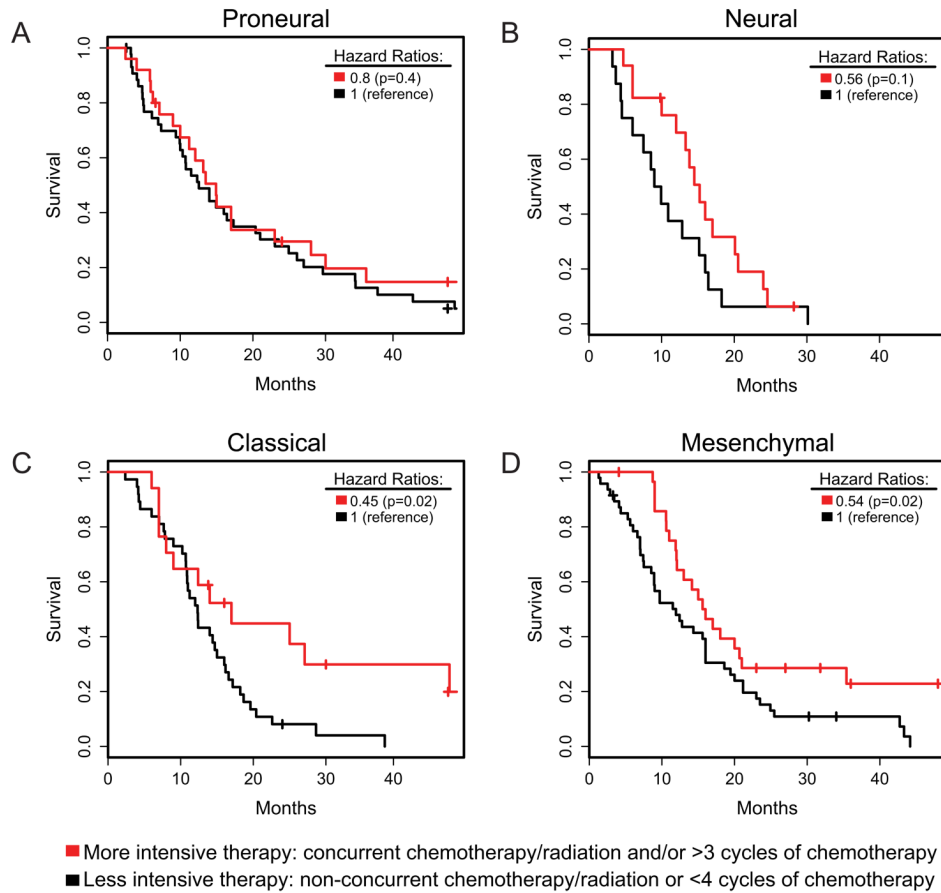 A
Proneural
Hazard Ratios:
0.8 (p=0.4)
1 (reference)
Survival
0.0 0.2 0.4 0.6 0.8 1.0
0 10 20 30 40
Months
B
Neural
Hazard Ratios:
0.56 (p=0.1)
1 (reference)
Survival
0.0 0.2 0.4 0.6 0.8 1.0
0 10 20 30 40
Months
C
Classical
Hazard Ratios:
0.45 (p=0.02)
1 (reference)
Survival
0.0 0.2 0.4 0.6 0.8 1.0
0 10 20 30 40
Months
D
Mesenchymal
Hazard Ratios:
0.54 (p=0.02)
1 (reference)
Survival
0.0 0.2 0.4 0.6 0.8 1.0
0 10 20 30 40
Months
More intensive therapy: concurrent chemotherapy/radiation and/or >3 cycles of chemotherapy
Less intensive therapy: non-concurrent chemotherapy/radiation or <4 cycles of chemotherapy